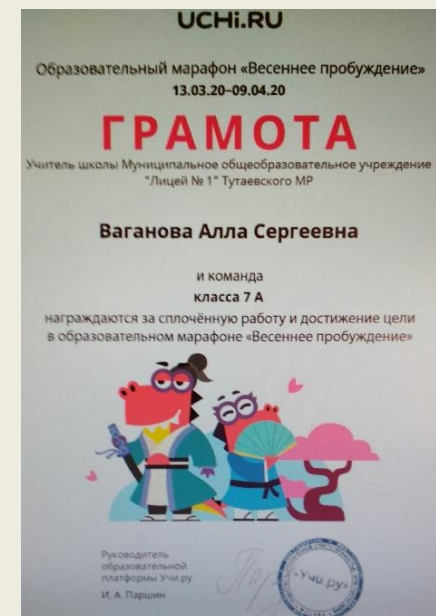 UCHi.RU
Образовательный марафон «Весеннее пробуждение»
13.03.20–09.04.20
ГРАМОТА
Учитель школы Муниципальное общеобразовательное учреждение
"Лицей № 1" Тутаевского МР
Ваганова Алла Сергеевна
и команда
класса 7 А
награждаются за сплочённую работу и достижение цели
в образовательном марафоне «Весеннее пробуждение»
Руководитель
образовательной
платформы Учи.ру
И. А. Паршин
«Учи.ру»